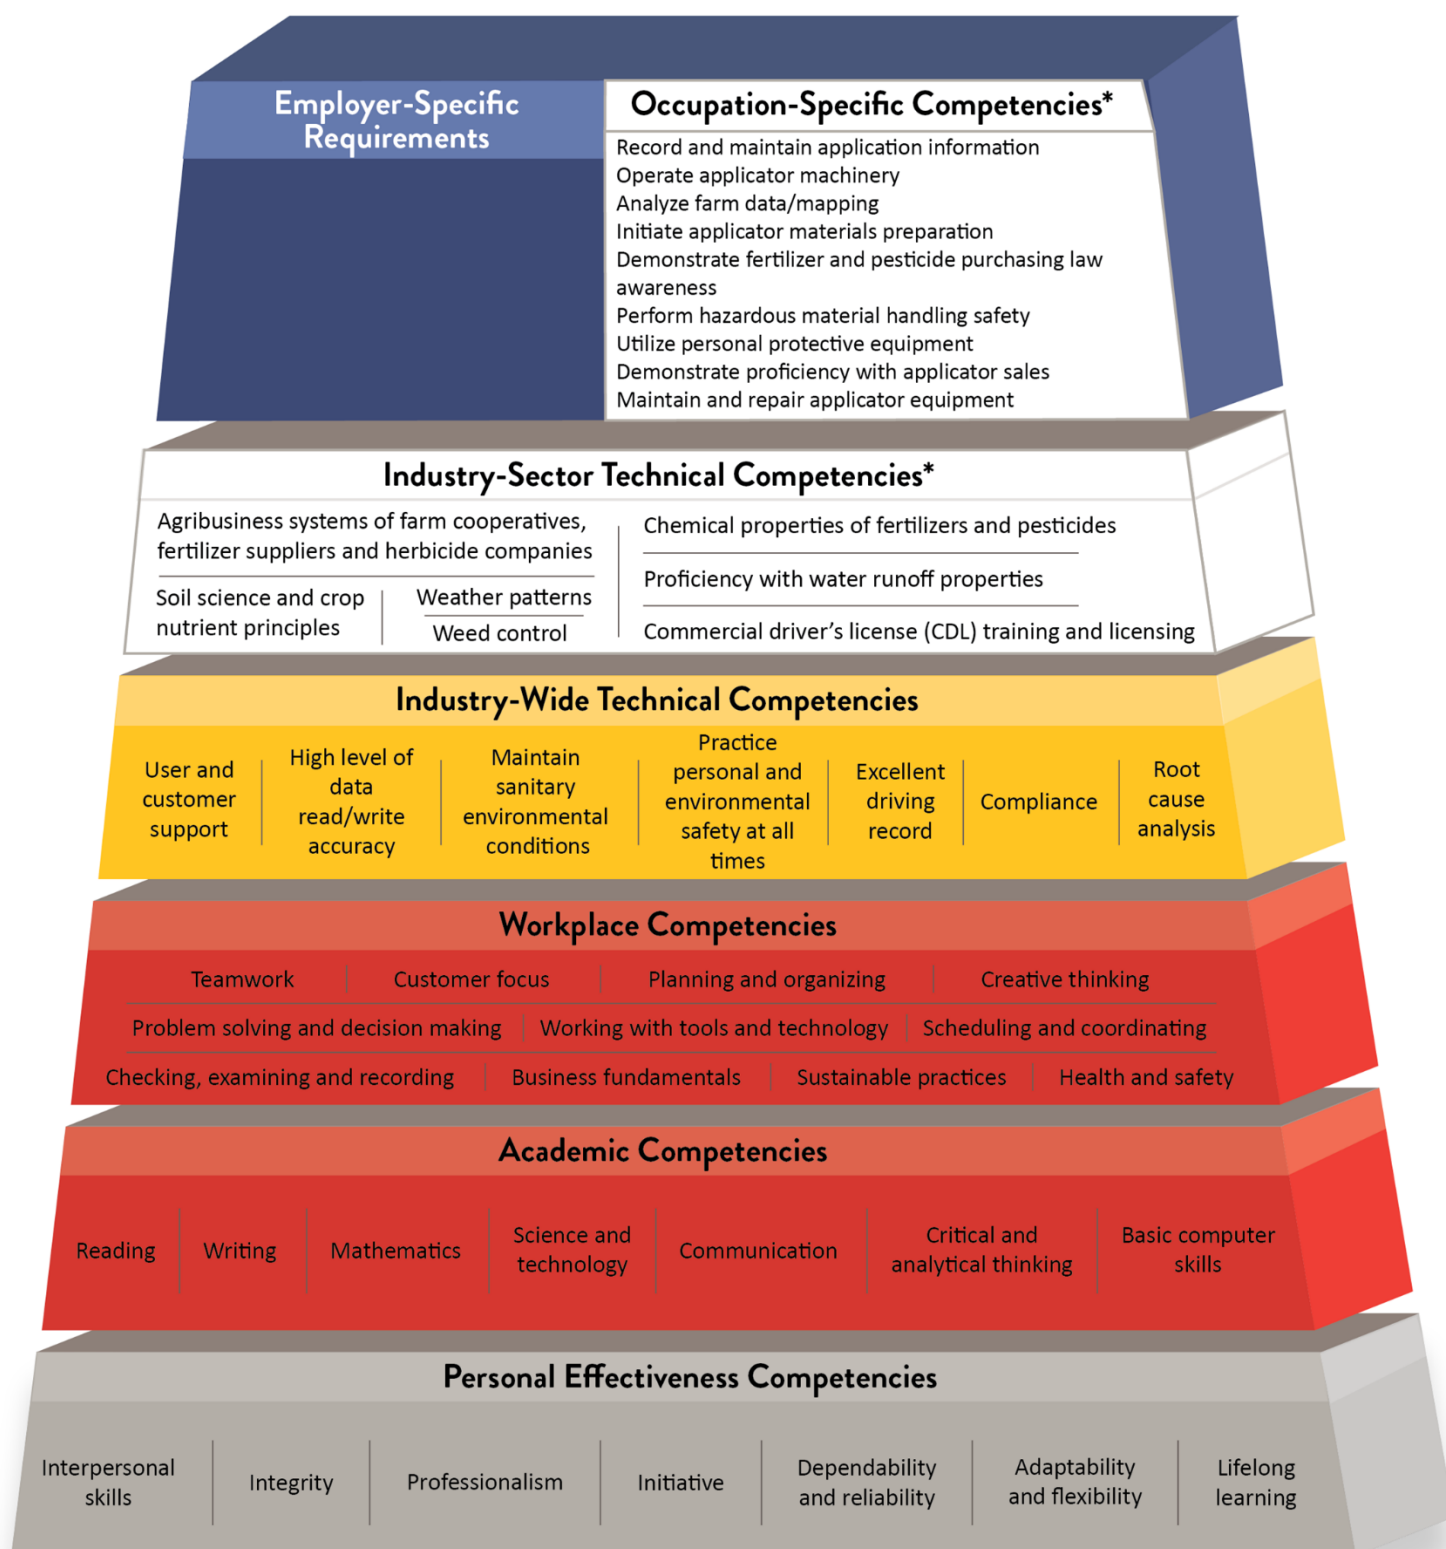 Employer-Specific
Requirements
Occupation-Specific Competencies*
Record and maintain application information
Operate applicator machinery
Analyze farm data/mapping
Initiate applicator materials preparation
Demonstrate fertilizer and pesticide purchasing law
awareness
Perform hazardous material handling safety
Utilize personal protective equipment
Demonstrate proficiency with applicator sales
Maintain and repair applicator equipment
Industry-Sector Technical Competencies*
Agribusiness systems of farm cooperatives,
fertilizer suppliers and herbicide companies
Soil science and crop
nutrient principles
Weather patterns
Weed control
Chemical properties of fertilizers and pesticides
Proficiency with water runoff properties
Commercial driver’s license (CDL) training and licensing
Industry-Wide Technical Competencies
User and
customer
support
High level of
data
read/write
accuracy
Maintain
sanitary
environmental
conditions
Practice
personal and
environmental
safety at all
times
Excellent
driving
record
Compliance
Root
cause
analysis
Workplace Competencies
Teamwork
Customer focus
Planning and organizing
Creative thinking
Problem solving and decision making
Working with tools and technology
Scheduling and coordinating
Checking, examining and recording
Business fundamentals
Sustainable practices
Health and safety
Academic Competencies
Reading
Writing
Mathematics
Science and
technology
Communication
Critical and
analytical thinking
Basic computer
skills
Personal Effectiveness Competencies
Interpersonal
skills
Integrity
Professionalism
Initiative
Dependability
and reliability
Adaptability
and flexibility
Lifelong
learning